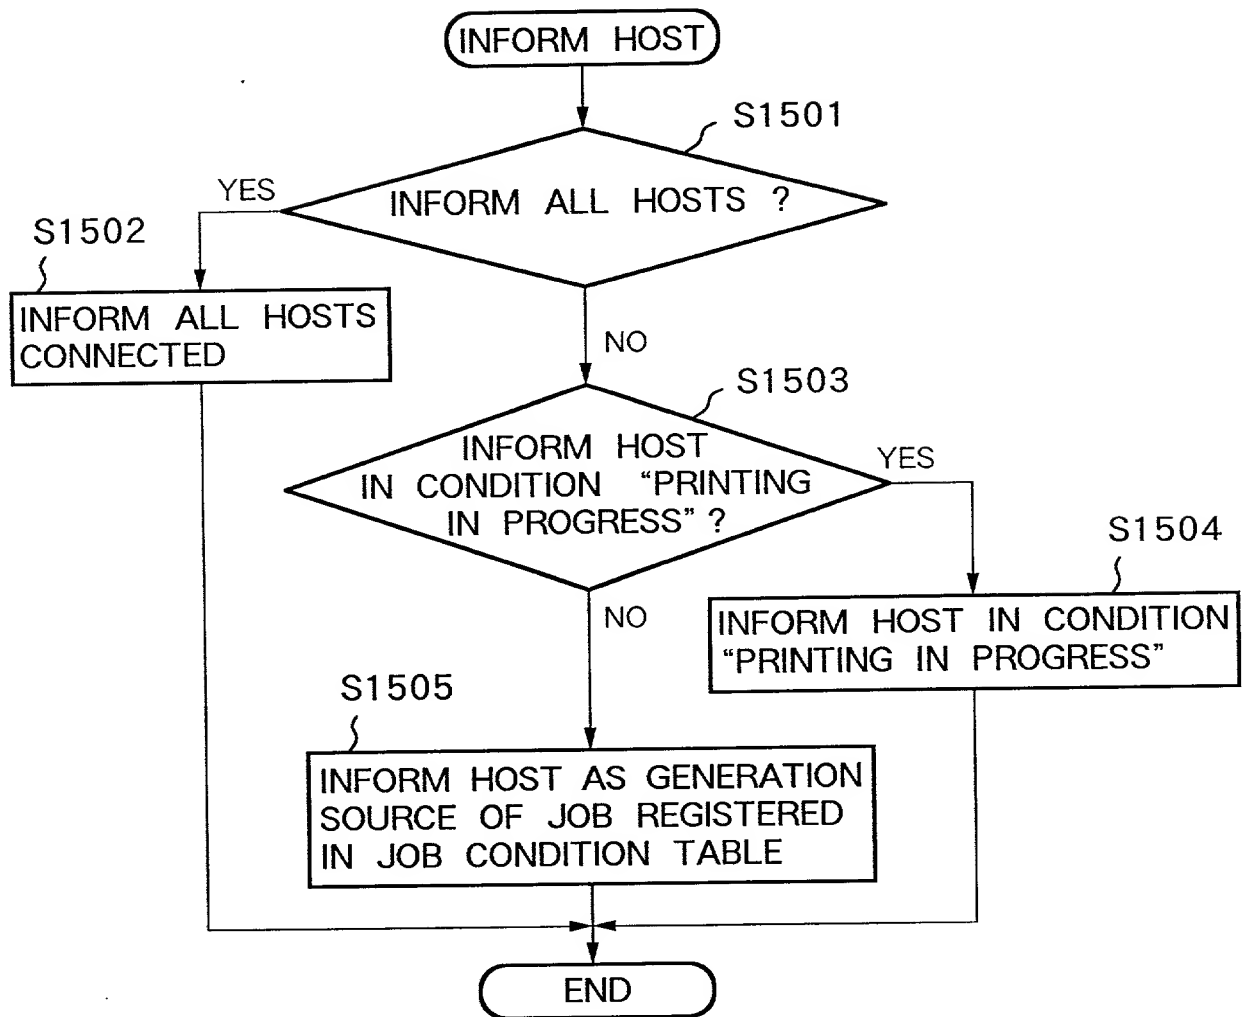 INFORM HOST
S1501
INFORM ALL HOSTS ?
YES
S1502
INFORM ALL HOSTS
CONNECTED
NO
S1503
INFORM HOST
IN CONDITION “PRINTING
IN PROGRESS” ?
YES
S1504
INFORM HOST IN CONDITION
“PRINTING IN PROGRESS”
NO
S1505
INFORM HOST AS GENERATION
SOURCE OF JOB REGISTERED
IN JOB CONDITION TABLE
END